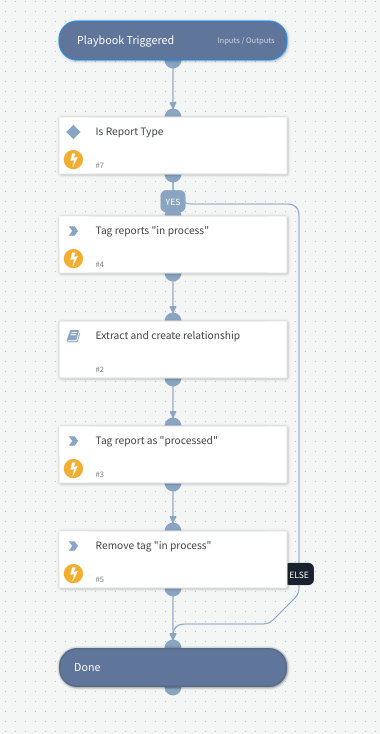 Playbook Triggered Inputs / Outputs
Is Report Type
#7
YES
Tag reports "in process"
#4
Extract and create relationship
#2
Tag report as "processed"
#3
Remove tag "in process"
#5
ELSE
Done